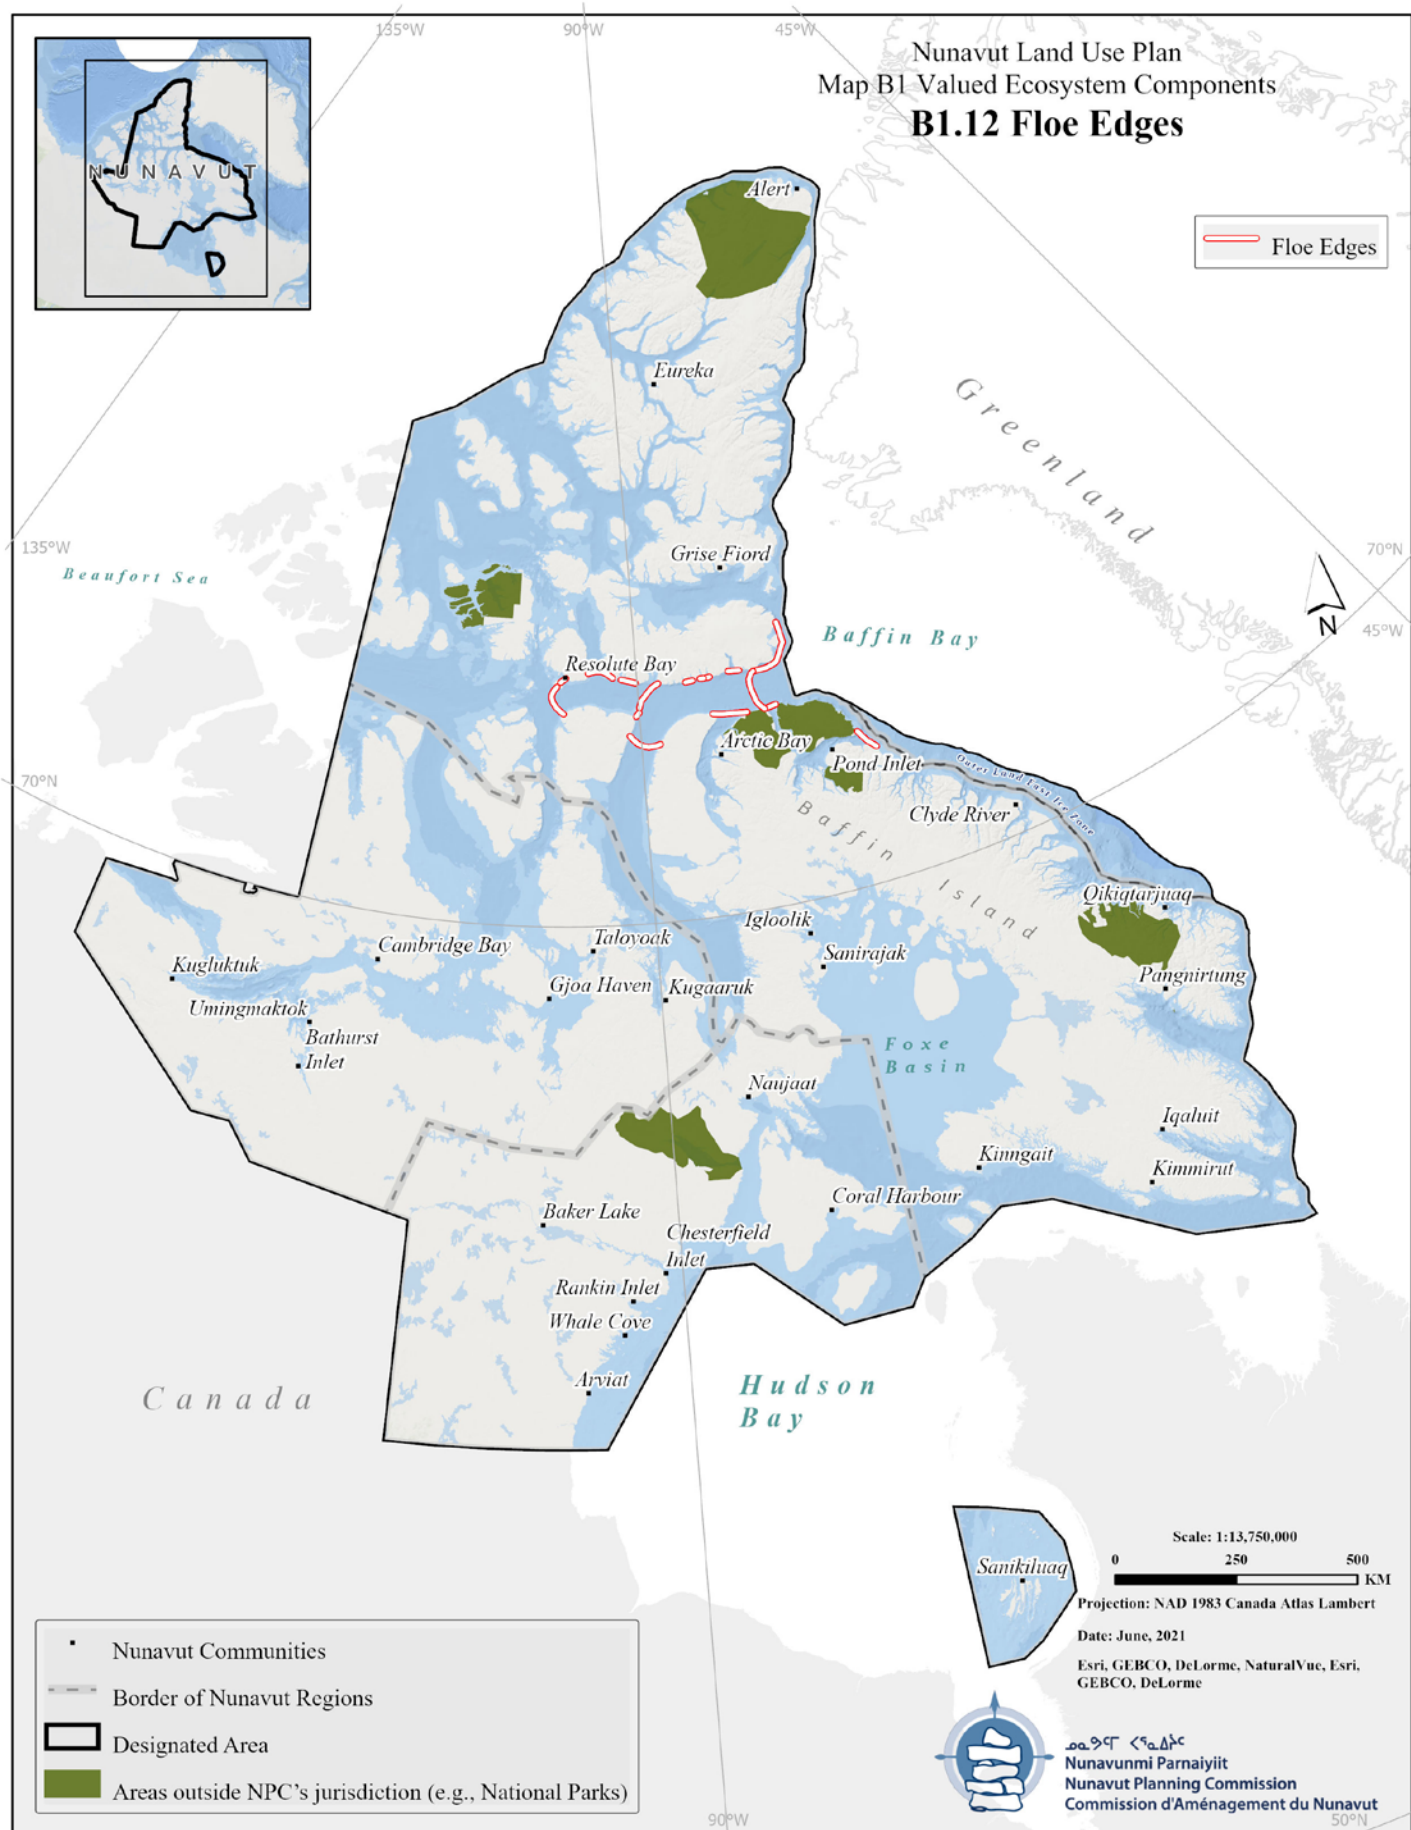 135°W
90°W
45°W
Nunavut Land Use Plan
Map B1 Valued Ecosystem Components
B1.12 Floe Edges
NUNAVUT
Alert
Floe Edges
Eureka
Greenland
135°W
Beaufort Sea
Grise Fiord
70°N
N
45°W
Baffin Bay
Resolute Bay
Arctic Bay
Pond Inlet
Outer Land Fast Ice Zone
70°N
Baffin
Island
Clyde River
Qikiqtarjuaq
Igloolik
Taloyoak
Cambridge Bay
Sanirajak
Kugluktuk
Pangnirtung
Gjoa Haven
Kugaaruk
Umingmaktok
Bathurst
Inlet
Foxe
Basin
Naujaat
Iqaluit
Kinngait
Kimmirut
Coral Harbour
Baker Lake
Chesterfield
Inlet
Rankin Inlet
Whale Cove
Arviat
Canada
Hudson
Bay
Sanikiluaq
Scale: 1:13,750,000
0 250 500
KM
Projection: NAD 1983 Canada Atlas Lambert
Date: June, 2021
Esri, GEBCO, DeLorme, NaturalVue, Esri,
GEBCO, DeLorme
Nunavut Communities
Border of Nunavut Regions
Designated Area
Areas outside NPC's jurisdiction (e.g., National Parks)
ᓄᓇᕗᒻᒥ ᐸᕐᓇᐃᔩᑦ
Nunavunmi Parnaiyiit
Nunavut Planning Commission
Commission d'Aménagement du Nunavut
90°W
50°N